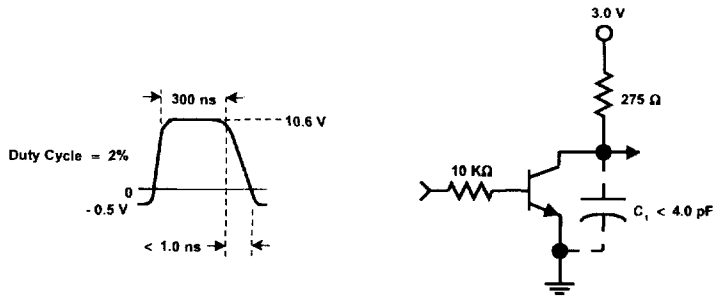 300 ns
10.6 V
Duty Cycle = 2%
0
- 0.5 V
< 1.0 ns
3.0 V
275 Ω
10 KΩ
C₁ < 4.0 pF